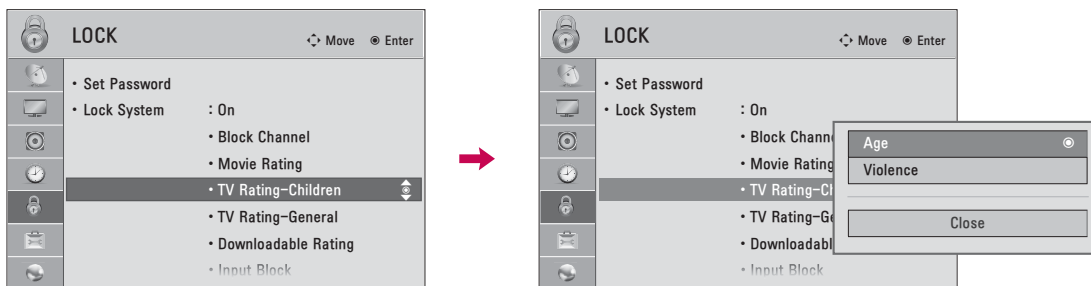 LOCK
Move Enter
• Set Password
• Lock System : On
• Block Channel
• Movie Rating
• TV Rating-Children
• TV Rating-General
• Downloadable Rating
• Input Block
LOCK
Move Enter
• Set Password
• Lock System : On
• Block Chann
• Movie Rating
• TV Rating-Ch
• TV Rating-Ge
• Downloadabl
• Input Block
Age
Violence
Close